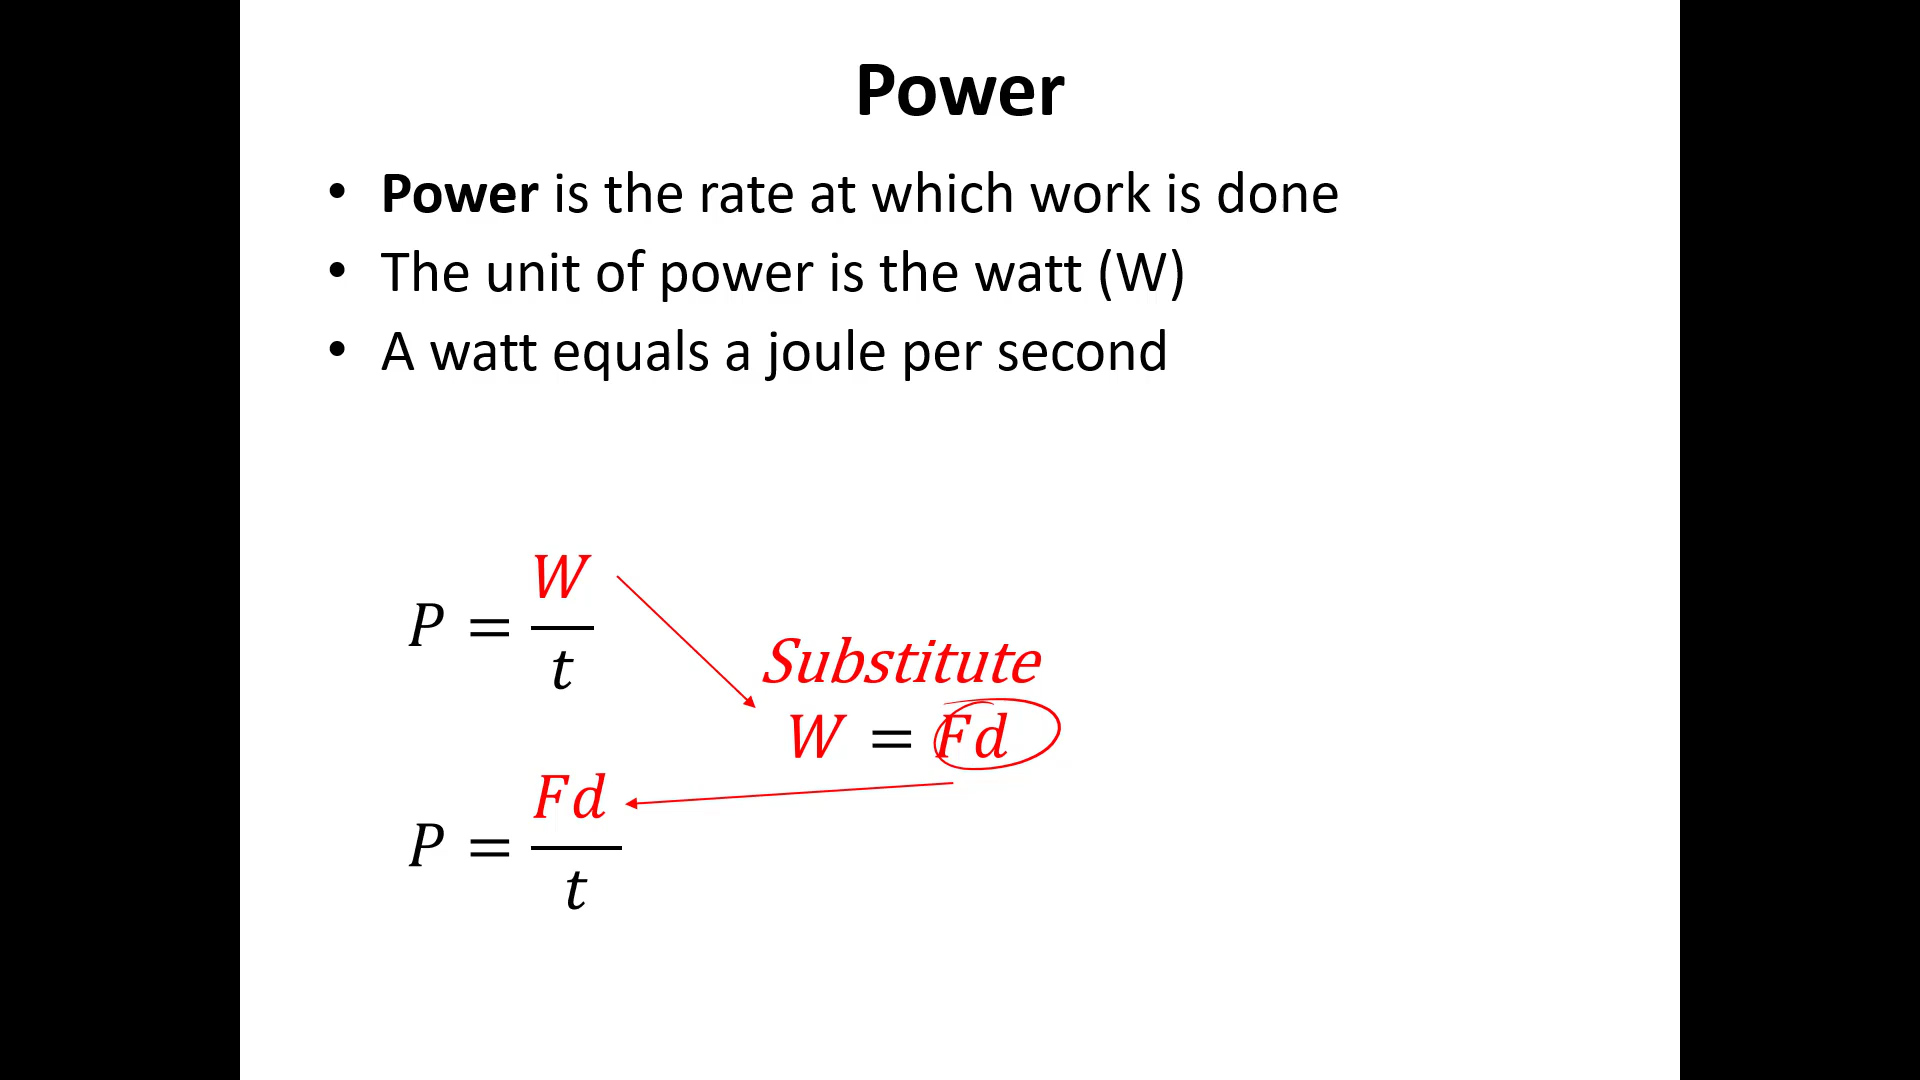 Power
• Power is the rate at which work is done
• The unit of power is the watt (W)
• A watt equals a joule per second
P = W/t
Substitute
W = Fd
P = Fd/t